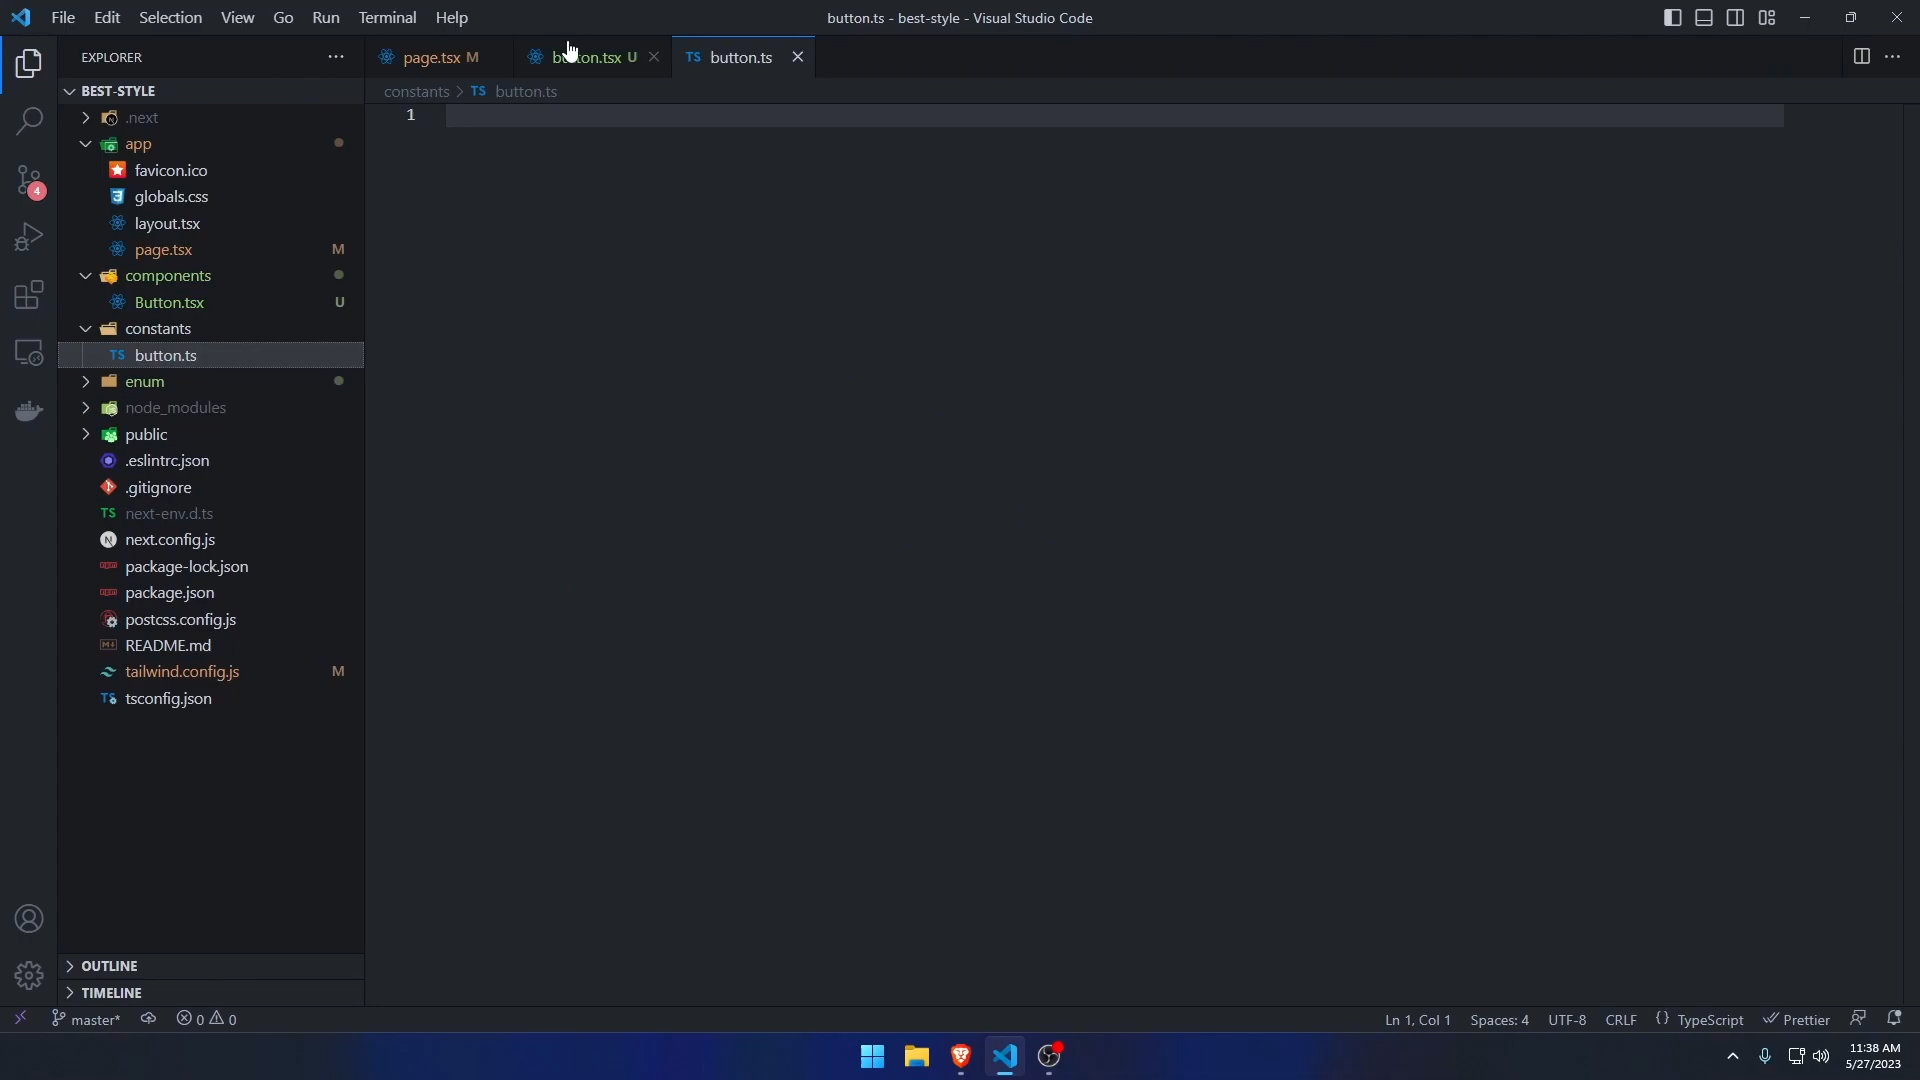 File Edit Selection View Go Run Terminal Help
button.ts - best-style - Visual Studio Code
EXPLORER
page.tsx M
button.tsx U
TS button.ts
BEST-STYLE
constants > TS button.ts
1
.next
app
favicon.ico
globals.css
layout.tsx
page.tsx M
components
Button.tsx U
constants
TS button.ts
enum
node_modules
public
.eslintrc.json
.gitignore
TS next-env.d.ts
N next.config.js
package-lock.json
package.json
postcss.config.js
README.md
tailwind.config.js M
TS tsconfig.json
4
OUTLINE
TIMELINE
master* 0 0
Ln 1, Col 1 Spaces: 4 UTF-8 CRLF {} TypeScript Prettier
11:38 AM
5/27/2023